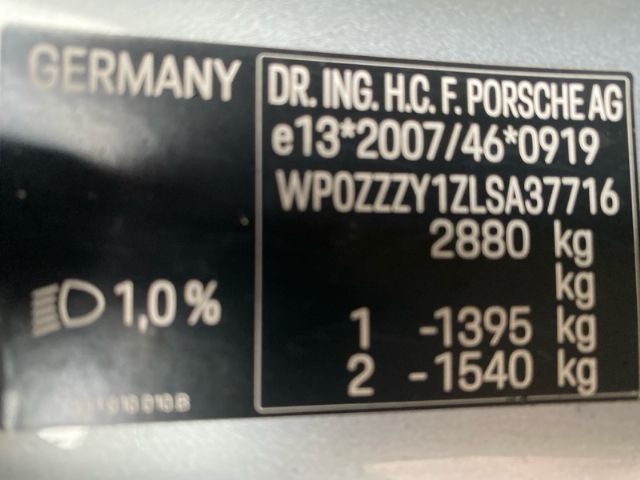 GERMANY
DR. ING. H.C. F. PORSCHE AG
e13*2007/46*0919
WP0ZZZY1ZLSA37716
2880 kg
kg
1 -1395 kg
2 -1540 kg
1,0 %